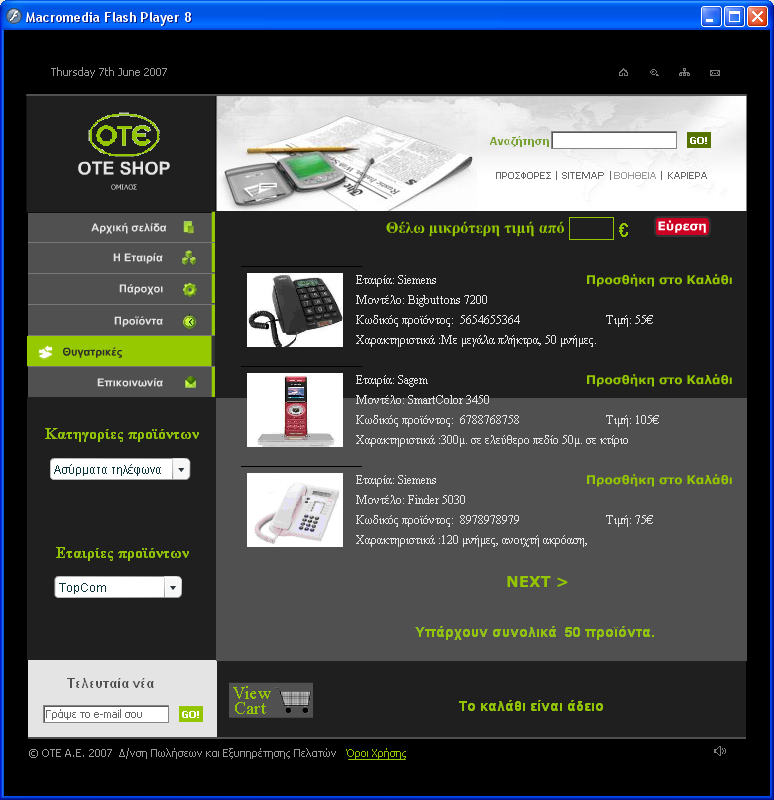 Macromedia Flash Player 8
Thursday 7th June 2007
OTE
OTE SHOP
ΟΜΙΛΟΣ
Αναζήτηση GO!
ΠΡΟΣΦΟΡΕΣ | SITEMAP | ΒΟΗΘΕΙΑ | ΚΑΡΙΕΡΑ
Αρχική σελίδα
Η Εταιρία
Πάροχοι
Προϊόντα
Θυγατρικές
Επικοινωνία
Κατηγορίες προϊόντων
Ασύρματα τηλέφωνα
Εταιρίες προϊόντων
TopCom
Θέλω μικρότερη τιμή από € Εύρεση
Εταιρία: Siemens Προσθήκη στο Καλάθι
Μοντέλο: Bigbuttons 7200
Κωδικός προϊόντος: 5654655364 Τιμή: 55€
Χαρακτηριστικά :Με μεγάλα πλήκτρα, 50 μνήμες.
Εταιρία: Sagem Προσθήκη στο Καλάθι
Μοντέλο: SmartColor 3450
Κωδικός προϊόντος: 6788768758 Τιμή: 105€
Χαρακτηριστικά :300μ. σε ελεύθερο πεδίο 50μ. σε κτίριο
Εταιρία: Siemens Προσθήκη στο Καλάθι
Μοντέλο: Finder 5030
Κωδικός προϊόντος: 8978978979 Τιμή: 75€
Χαρακτηριστικά :120 μνήμες, ανοιχτή ακρόαση,
NEXT >
Υπάρχουν συνολικά 50 προϊόντα.
Τελευταία νέα
Γράψε το e-mail σου GO!
View
Cart
Το καλάθι είναι άδειο
© ΟΤΕ Α.Ε. 2007 Δ/νση Πωλήσεων και Εξυπηρέτησης Πελατών Όροι Χρήσης